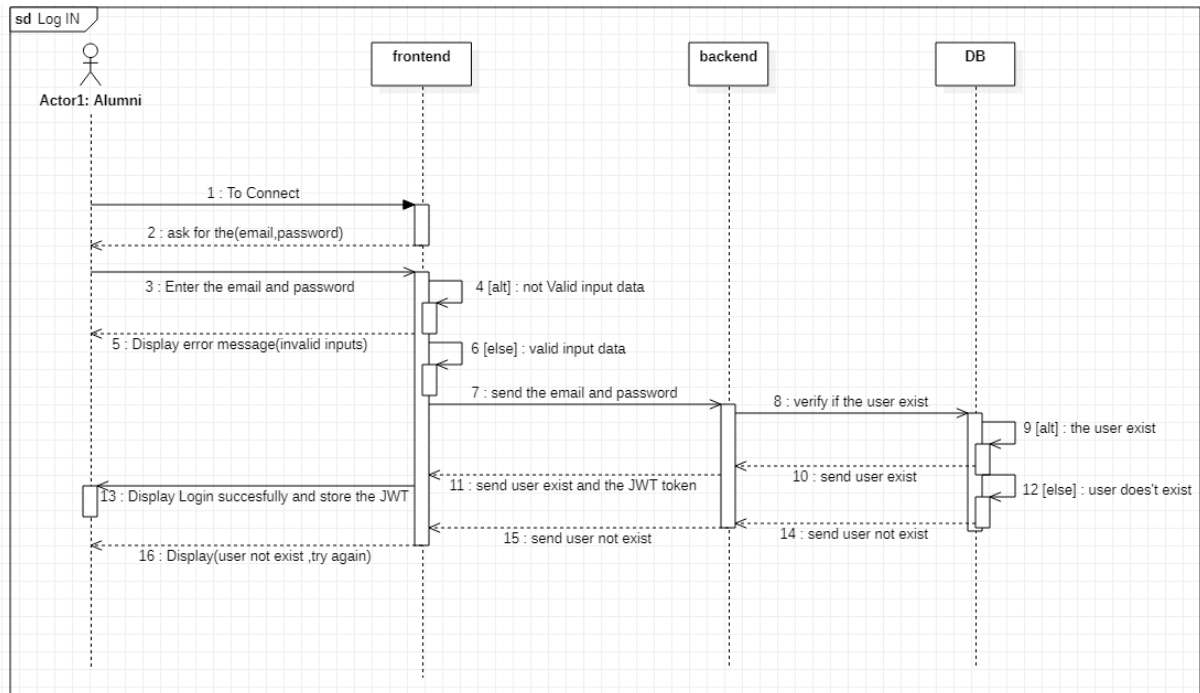 sd Log IN
Actor1: Alumni
frontend
backend
DB
1 : To Connect
2 : ask for the(email,password)
3 : Enter the email and password
4 [alt] : not Valid input data
5 : Display error message(invalid inputs)
6 [else] : valid input data
7 : send the email and password
8 : verify if the user exist
9 [alt] : the user exist
10 : send user exist
11 : send user exist and the JWT token
12 [else] : user does't exist
13 : Display Login succesfully and store the JWT
14 : send user not exist
15 : send user not exist
16 : Display(user not exist ,try again)